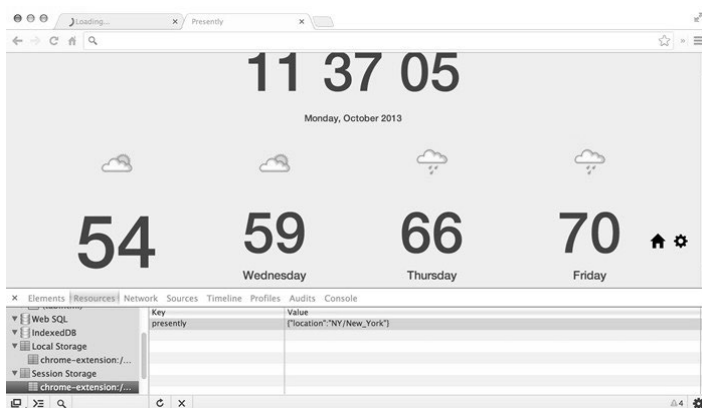 Loading...
Presently
11 37 05
Monday, October 2013
54 59 66 70
Wednesday Thursday Friday
Elements Resources Network Sources Timeline Profiles Audits Console
Key Value
presently {"location":"NY/New_York"}
Web SQL
IndexedDB
Local Storage
chrome-extension:/...
Session Storage
chrome-extension:/...
4